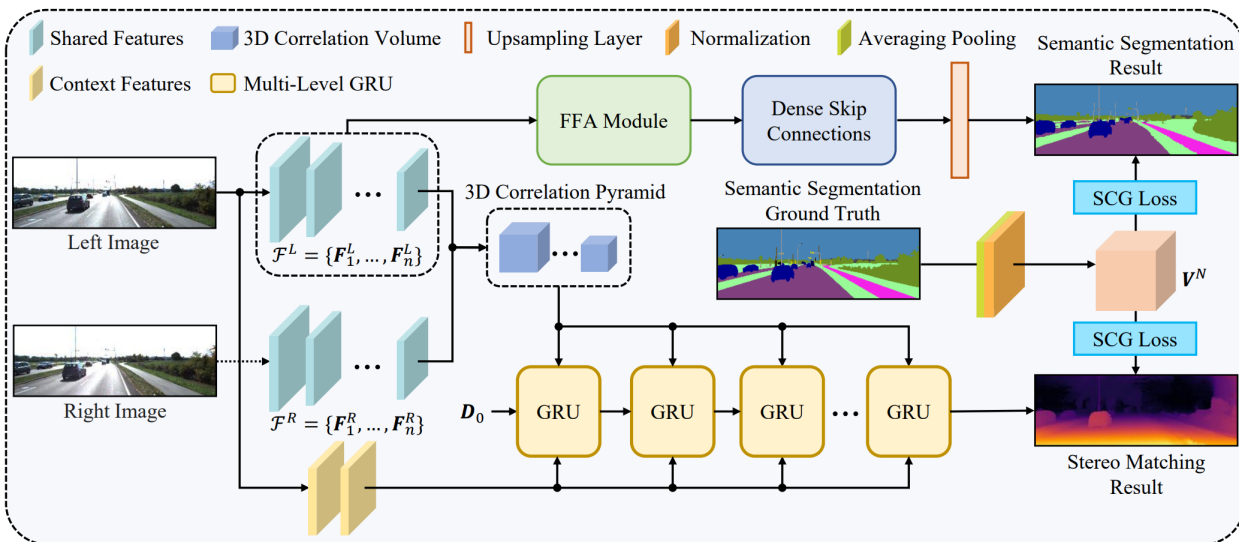 Shared Features
3D Correlation Volume
Upsampling Layer
Normalization
Averaging Pooling
Semantic Segmentation
Result
Context Features
Multi-Level GRU
FFA Module
Dense Skip
Connections
Left Image
ℱ^L = {F_1^L, …, F_n^L}
3D Correlation Pyramid
Semantic Segmentation
Ground Truth
SCG Loss
V^N
SCG Loss
Right Image
ℱ^R = {F_1^R, …, F_n^R}
D_0
GRU
GRU
GRU
GRU
Stereo Matching
Result